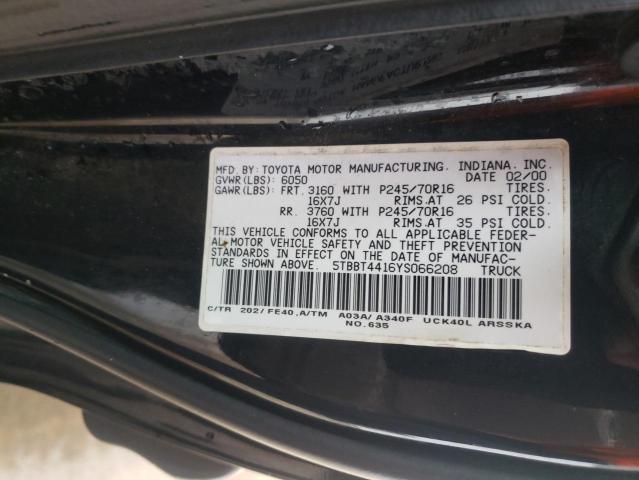 MFD. BY: TOYOTA MOTOR MANUFACTURING, INDIANA, INC.
GVWR(LBS): 6050 DATE 02/00
GAWR(LBS): FRT. 3160 WITH P245/70R16 TIRES,
16X7J RIMS,AT 26 PSI COLD.
RR. 3760 WITH P245/70R16 TIRES,
16X7J RIMS,AT 35 PSI COLD.
THIS VEHICLE CONFORMS TO ALL APPLICABLE FEDER-
AL MOTOR VEHICLE SAFETY AND THEFT PREVENTION
STANDARDS IN EFFECT ON THE DATE OF MANUFAC-
TURE SHOWN ABOVE. 5TBBT4416YS066208 TRUCK
C/TR 202/FE40,A/TM A03A/A340F UCK40L ARSSKA
NO.635